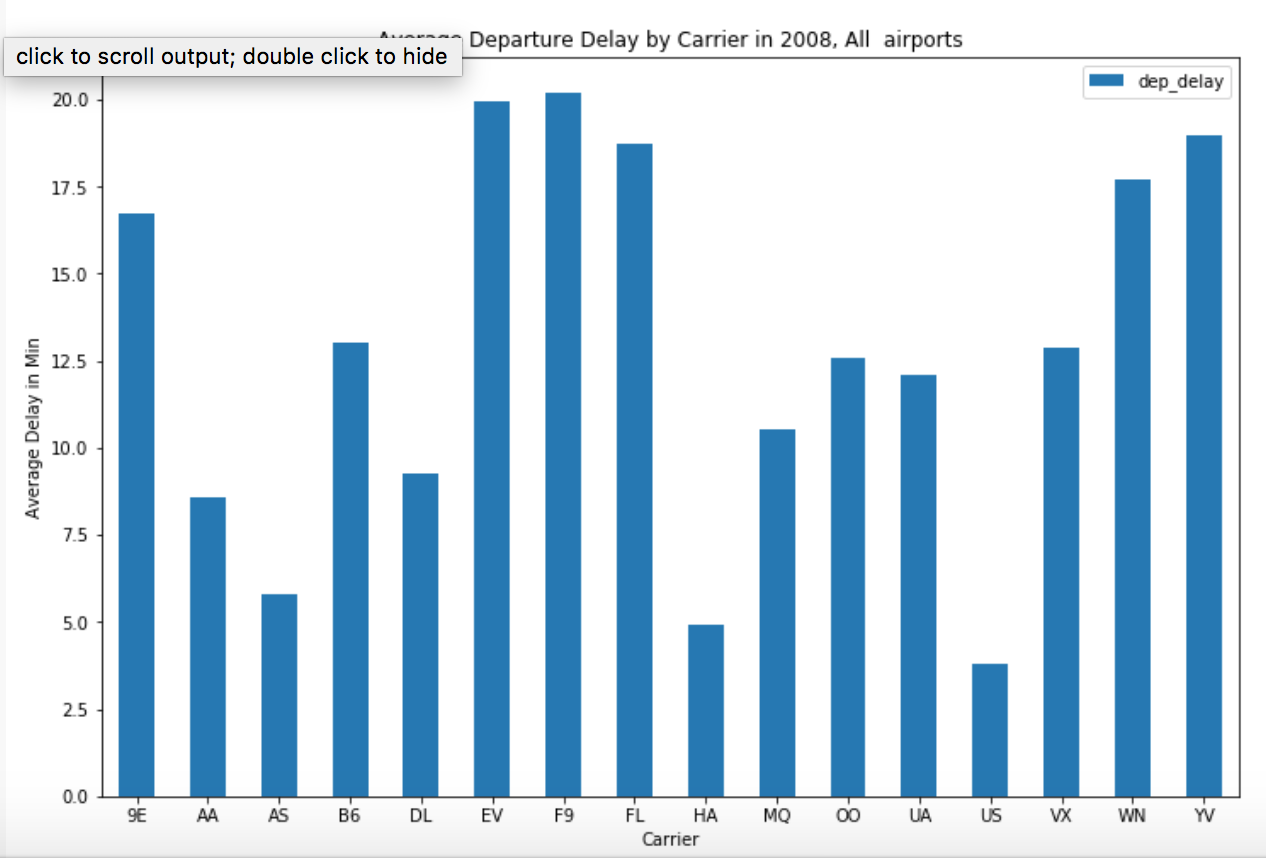 Departure Delay by Carrier in 2008, All  airports
click to scroll output; double click to hide
dep_delay
20.0
17.5
15.0
12.5
10.0
7.5
5.0
2.5
0.0
Average Delay in Min
9E AA AS B6 DL EV F9 FL HA MQ OO UA US VX WN YV
Carrier